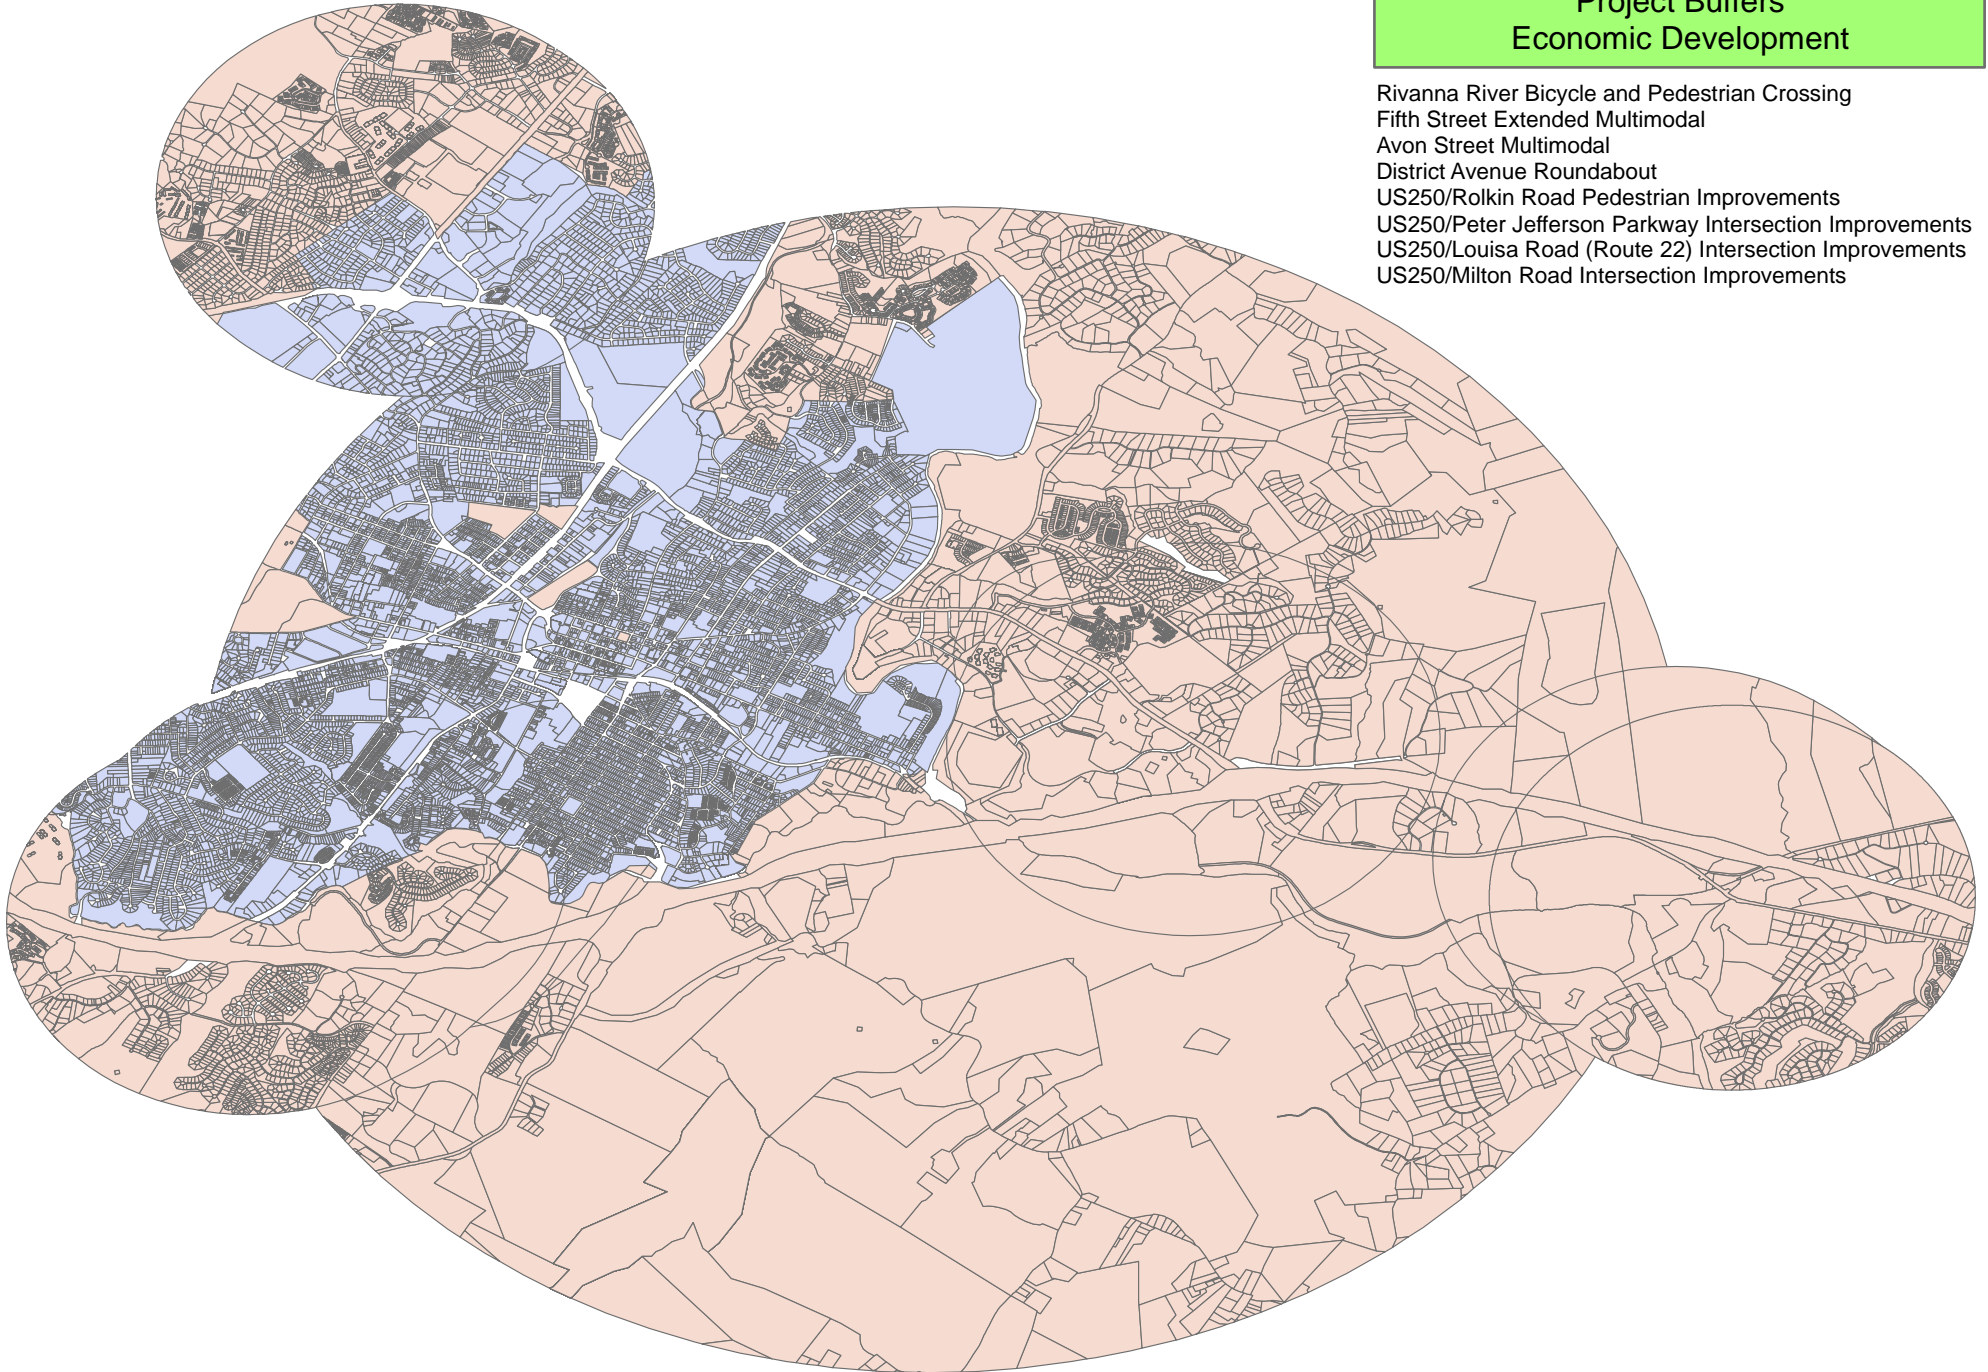 Project Buffers
Economic Development
Rivanna River Bicycle and Pedestrian Crossing
Fifth Street Extended Multimodal
Avon Street Multimodal
District Avenue Roundabout
US250/Rolkin Road Pedestrian Improvements
US250/Peter Jefferson Parkway Intersection Improvements
US250/Louisa Road (Route 22) Intersection Improvements
US250/Milton Road Intersection Improvements